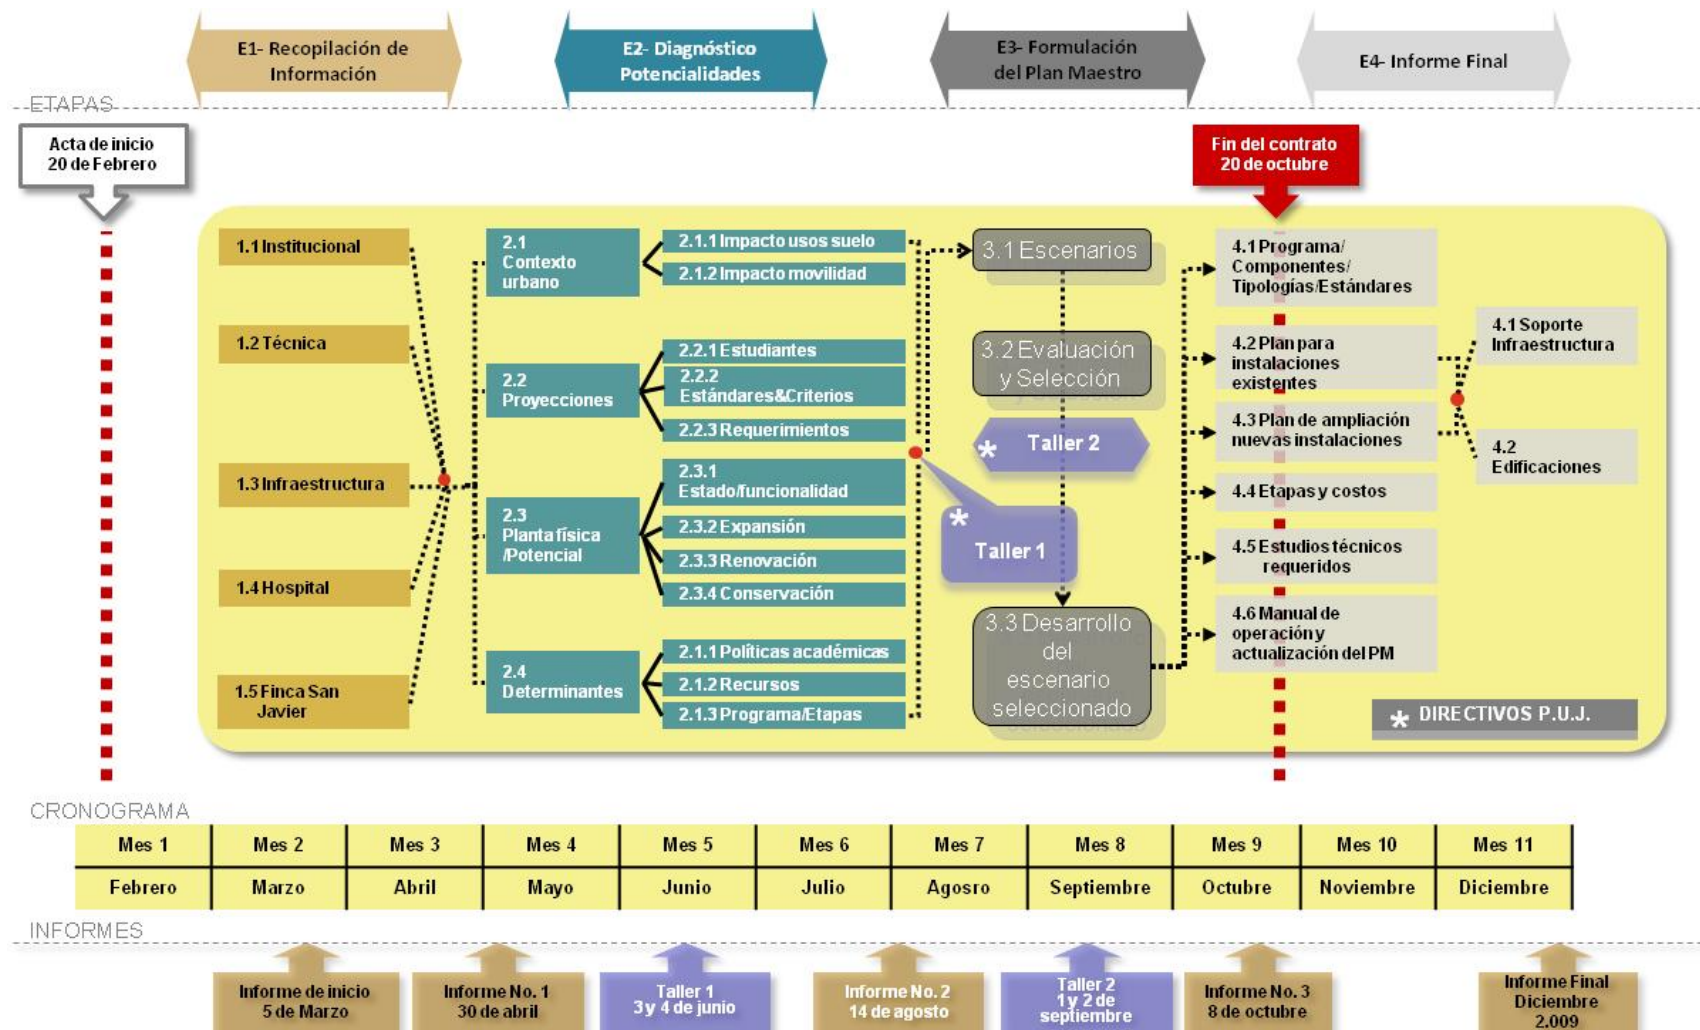 E1- Recopilación de
Información
E2- Diagnóstico
Potencialidades
E3- Formulación
del Plan Maestro
E4- Informe Final
ETAPAS
Acta de inicio
20 de Febrero
Fin del contrato
20 de octubre
1.1 Institucional
1.2 Técnica
1.3 Infraestructura
1.4 Hospital
1.5 Finca San
Javier
2.1
Contexto
urbano
2.1.1 Impacto usos suelo
2.1.2 Impacto movilidad
2.2
Proyecciones
2.2.1 Estudiantes
2.2.2
Estándares&Criterios
2.2.3 Requerimientos
2.3
Planta física
/Potencial
2.3.1
Estado/funcionalidad
2.3.2 Expansión
2.3.3 Renovación
2.3.4 Conservación
2.4
Determinantes
2.1.1 Políticas académicas
2.1.2 Recursos
2.1.3 Programa/Etapas
3.1 Escenarios
3.2 Evaluación
y Selección
* Taller 2
*
Taller 1
3.3 Desarrollo
del
escenario
seleccionado
4.1 Programa/
Componentes/
Tipologías/Estándares
4.2 Plan para
instalaciones
existentes
4.3 Plan de ampliación
nuevas instalaciones
4.4 Etapas y costos
4.5 Estudios técnicos
requeridos
4.6 Manual de
operación y
actualización del PM
4.1 Soporte
Infraestructura
4.2
Edificaciones
* DIRECTIVOS P.U.J.
CRONOGRAMA
Mes 1 Mes 2 Mes 3 Mes 4 Mes 5 Mes 6 Mes 7 Mes 8 Mes 9 Mes 10 Mes 11
Febrero Marzo Abril Mayo Junio Julio Agosro Septiembre Octubre Noviembre Diciembre
INFORMES
Informe de inicio
5 de Marzo
Informe No. 1
30 de abril
Taller 1
3 y 4 de junio
Informe No. 2
14 de agosto
Taller 2
1 y 2 de
septiembre
Informe No. 3
8 de octubre
Informe Final
Diciembre
2.009